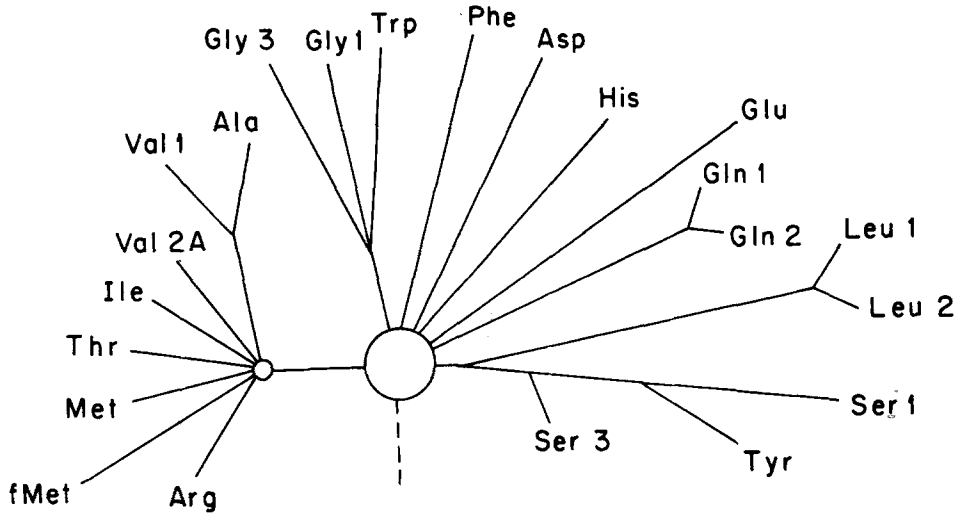 Gly 3
Gly 1
Trp
Phe
Asp
His
Glu
Val 1
Ala
Gln 1
Gln 2
Leu 1
Leu 2
Val 2A
Ile
Thr
Met
fMet
Arg
Ser 3
Tyr
Ser 1